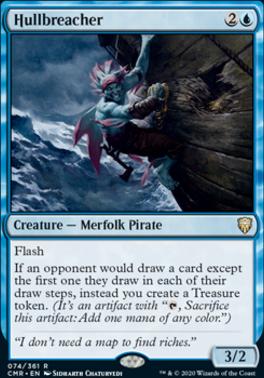 Hullbreacher 2
Creature — Merfolk Pirate
Flash
If an opponent would draw a card except
the first one they draw in each of their
draw steps, instead you create a Treasure
token. (It's an artifact with “, Sacrifice
this artifact: Add one mana of any color.”)
“I don't need a map to find riches.”
3/2
074/361 R
CMR • EN SIDHARTH CHATURVEDI
™ & © 2020 Wizards of the Coast